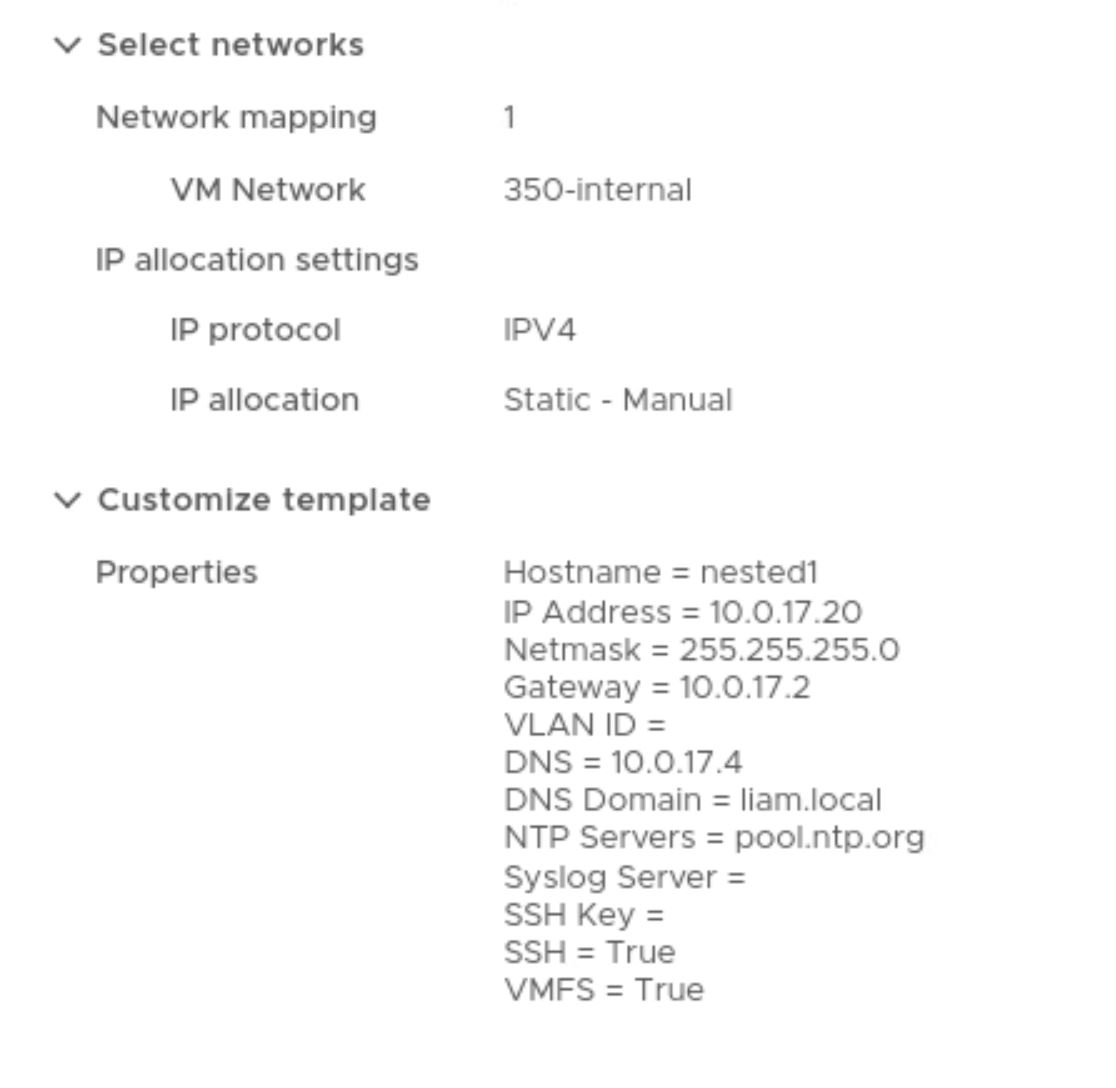 Select networks
Network mapping 1
VM Network 350-internal
IP allocation settings
IP protocol IPV4
IP allocation Static - Manual
Customize template
Properties Hostname = nested1
IP Address = 10.0.17.20
Netmask = 255.255.255.0
Gateway = 10.0.17.2
VLAN ID =
DNS = 10.0.17.4
DNS Domain = liam.local
NTP Servers = pool.ntp.org
Syslog Server =
SSH Key =
SSH = True
VMFS = True